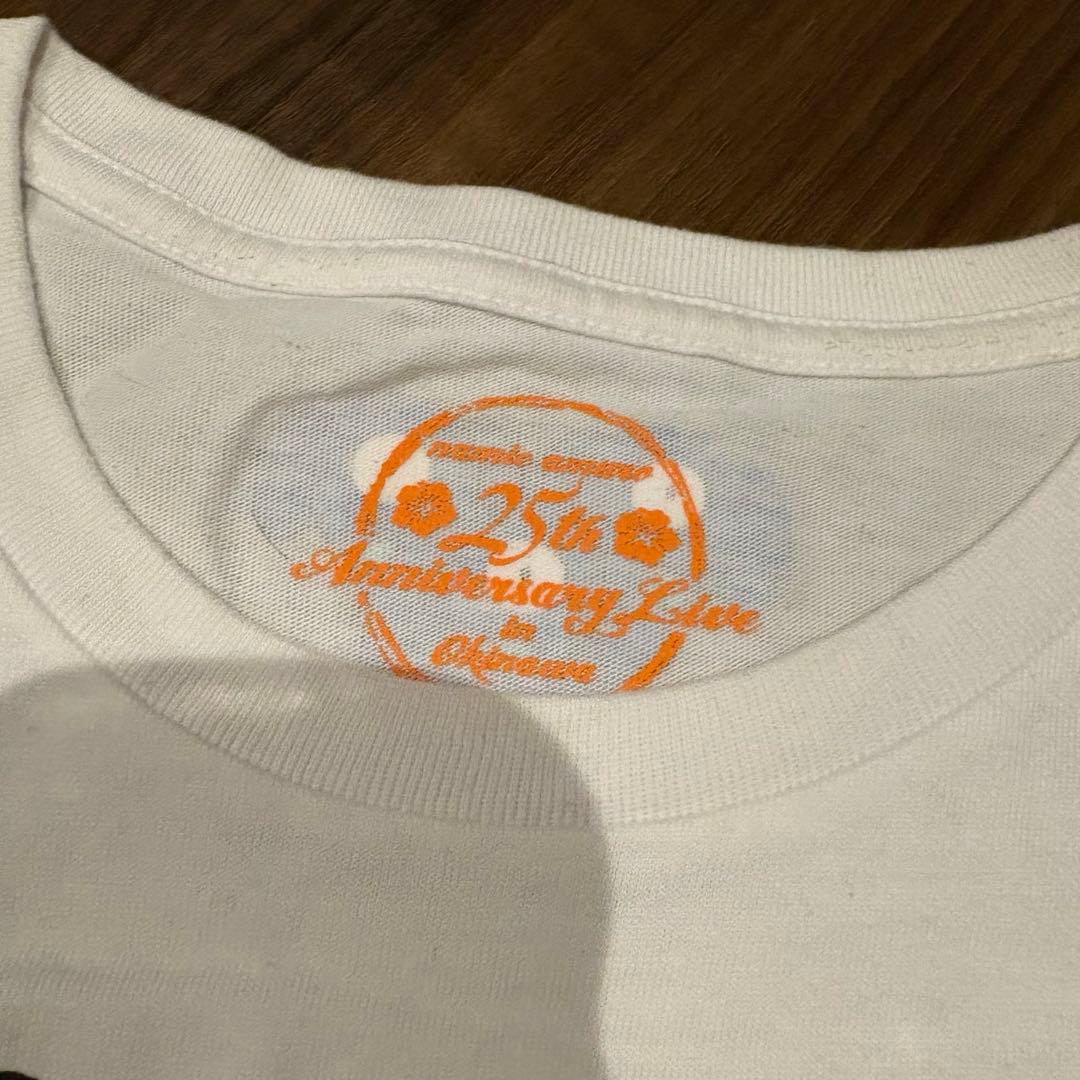 namie amuro
25th
Anniversary Live
in
Okinawa